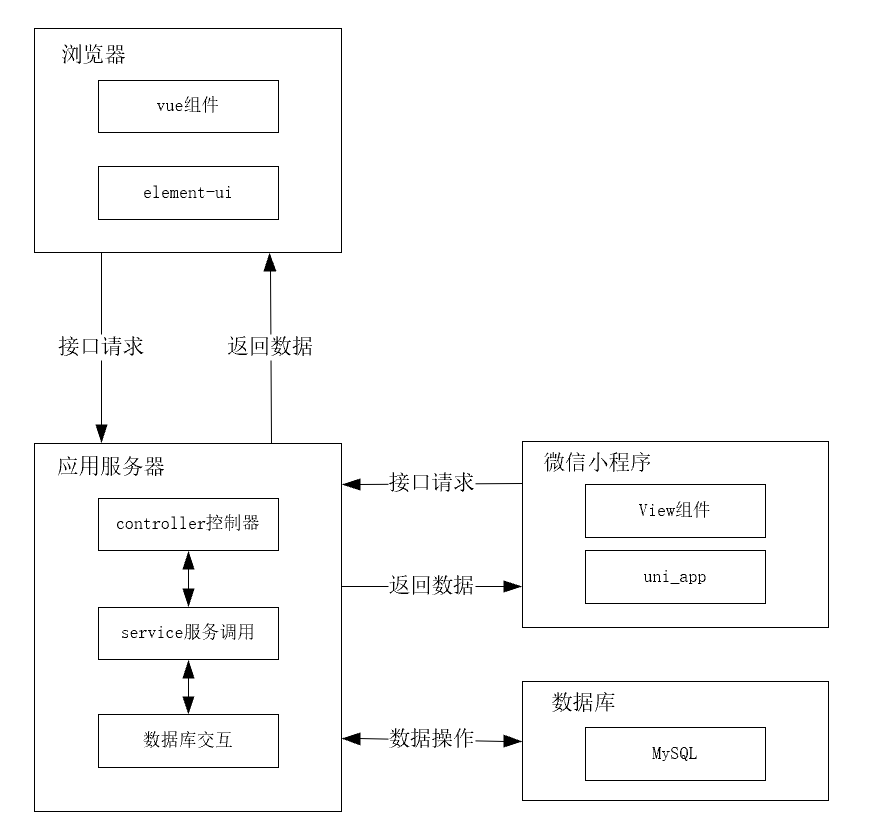 浏览器
vue组件
element-ui
接口请求
返回数据
应用服务器
controller控制器
service服务调用
数据库交互
接口请求
返回数据
数据操作
微信小程序
View组件
uni_app
数据库
MySQL